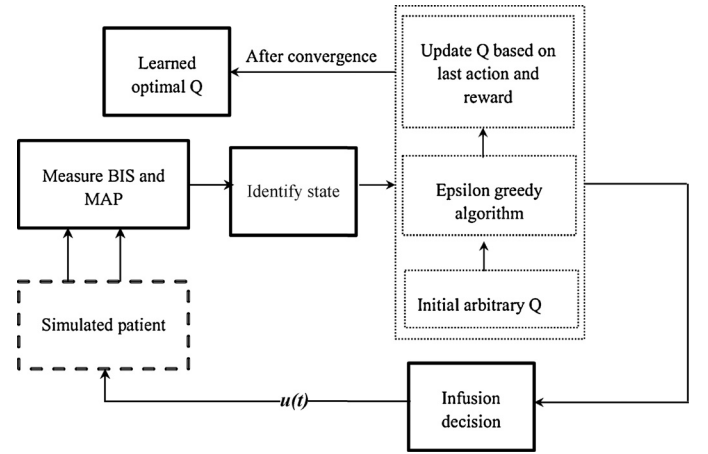 Learned
optimal Q
After convergence
Update Q based on
last action and
reward
Measure BIS and
MAP
Identify state
Epsilon greedy
algorithm
Initial arbitrary Q
Simulated patient
u(t)
Infusion
decision